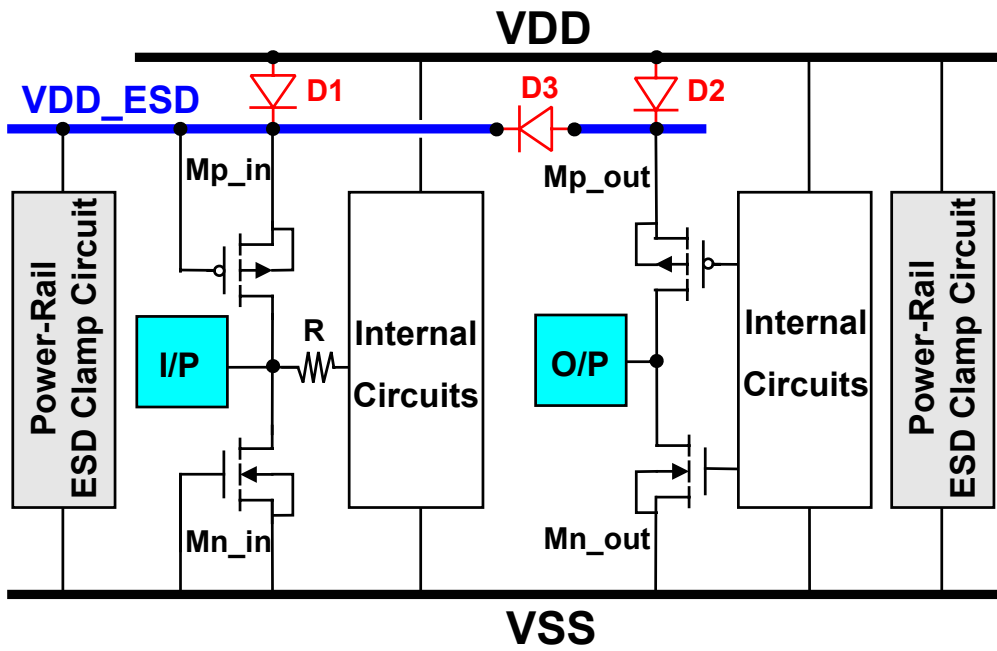 VDD
D1
D3
D2
VDD_ESD
Mp_in
Mp_out
Power-Rail
ESD Clamp Circuit
I/P
R
Internal
Circuits
O/P
Internal
Circuits
Power-Rail
ESD Clamp Circuit
Mn_in
Mn_out
VSS